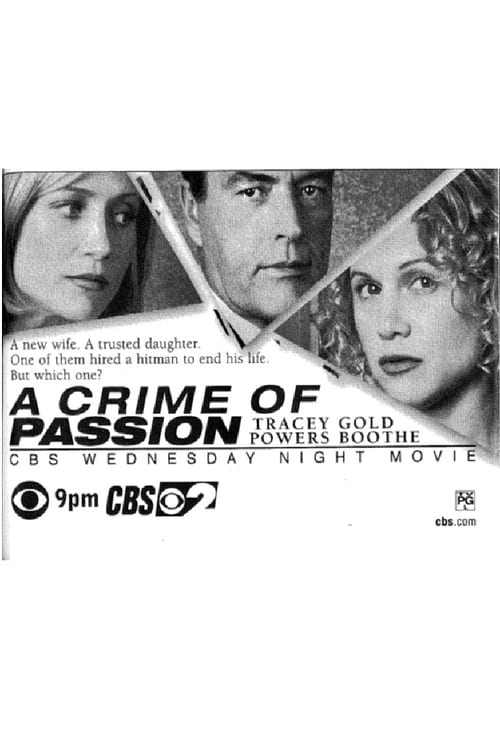 A new wife. A trusted daughter.
One of them hired a hitman to end his life.
But which one?
A CRIME OF
PASSION
TRACEY GOLD
POWERS BOOTHE
CBS WEDNESDAY NIGHT MOVIE
9pm CBS 2
PG
L
cbs.com